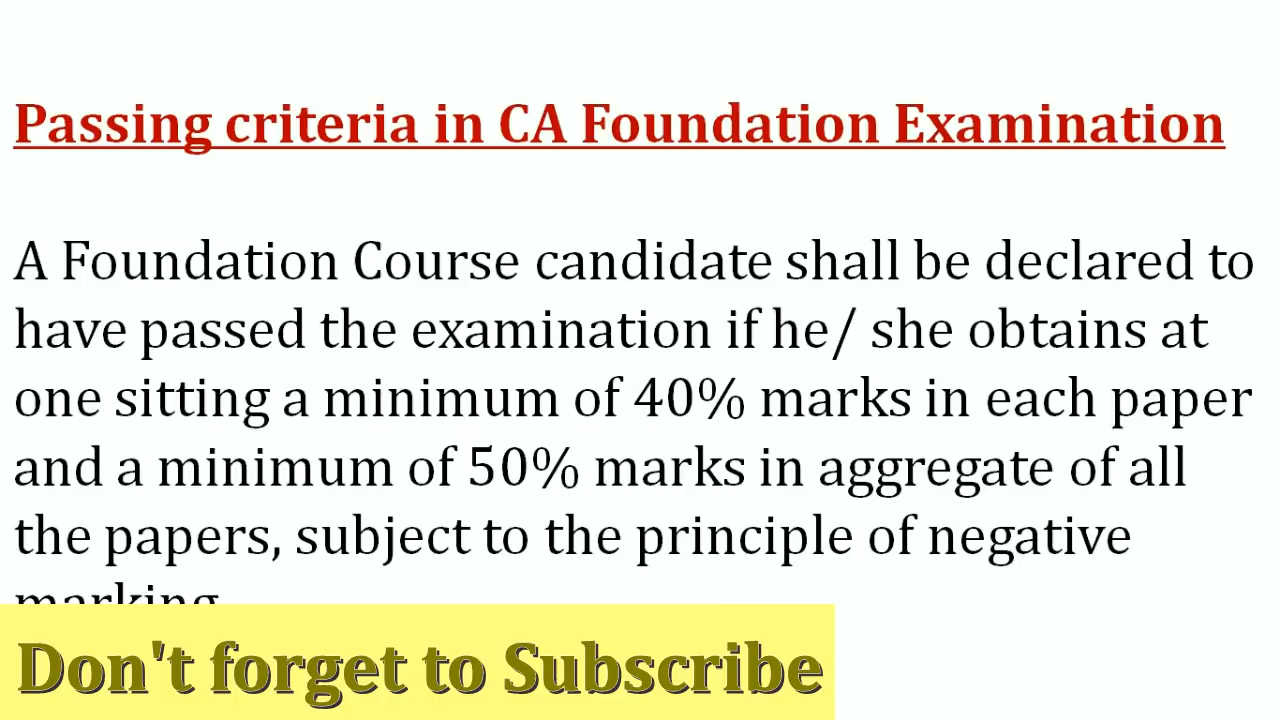 Passing criteria in CA Foundation Examination
A Foundation Course candidate shall be declared to
have passed the examination if he/ she obtains at
one sitting a minimum of 40% marks in each paper
and a minimum of 50% marks in aggregate of all
the papers, subject to the principle of negative
marking
Don't forget to Subscribe